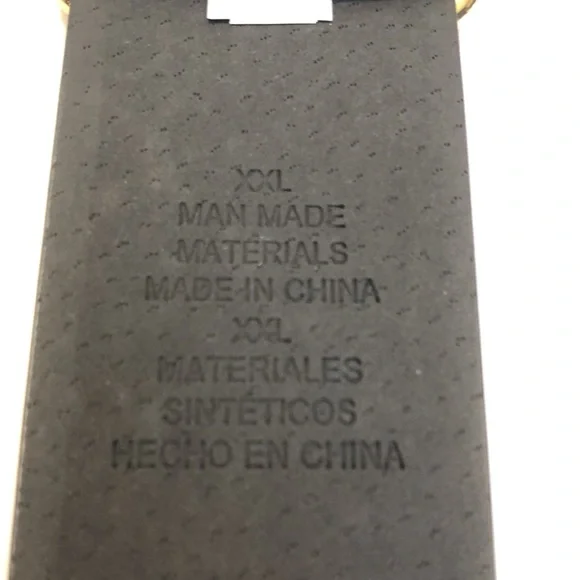 XXL
MAN MADE
MATERIALS
MADE IN CHINA
XXL
MATERIALES
SINTÉTICOS
HECHO EN CHINA